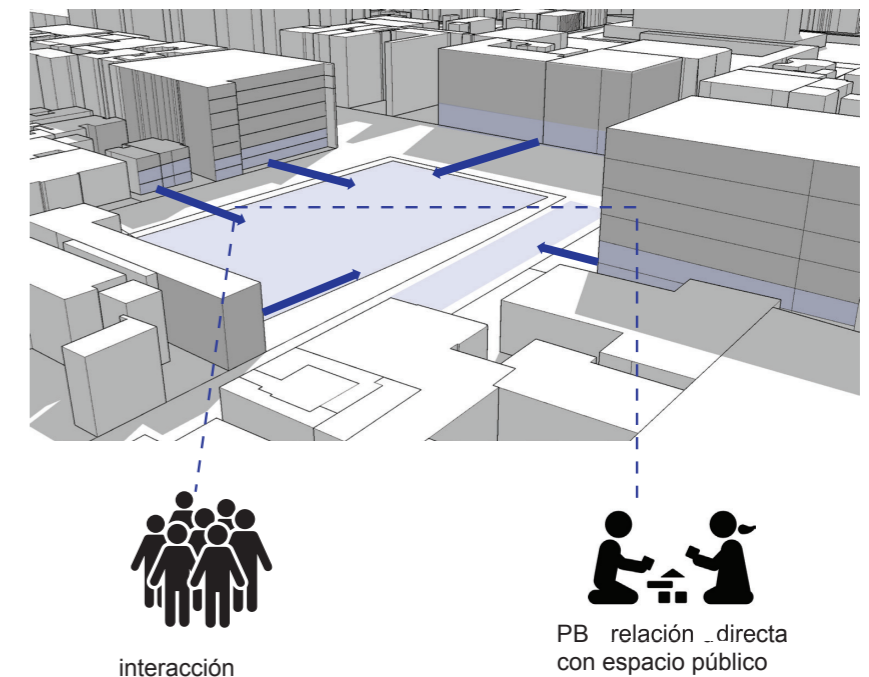 interacción
PB relación directa
con espacio público